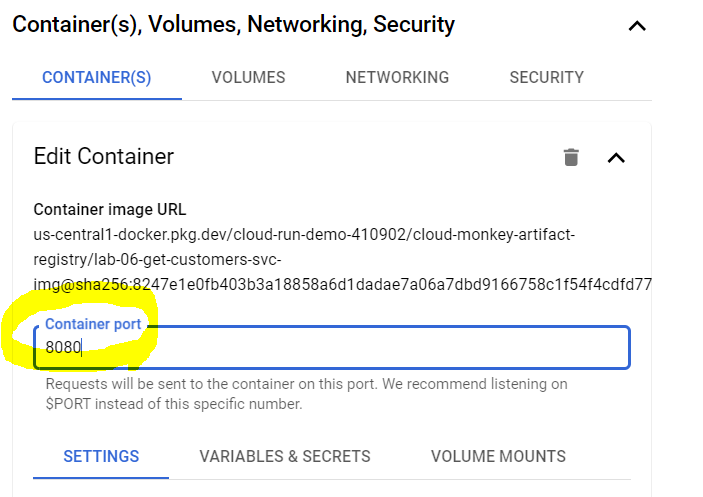 Container(s), Volumes, Networking, Security
CONTAINER(S) VOLUMES NETWORKING SECURITY
Edit Container
Container image URL
us-central1-docker.pkg.dev/cloud-run-demo-410902/cloud-monkey-artifact-
registry/lab-06-get-customers-svc-
img@sha256:8247e1e0fb403b3a18858a6d1dadae7a06a7dbd9166758c1f54f4cdfd77
Container port
8080
Requests will be sent to the container on this port. We recommend listening on
$PORT instead of this specific number.
SETTINGS VARIABLES & SECRETS VOLUME MOUNTS